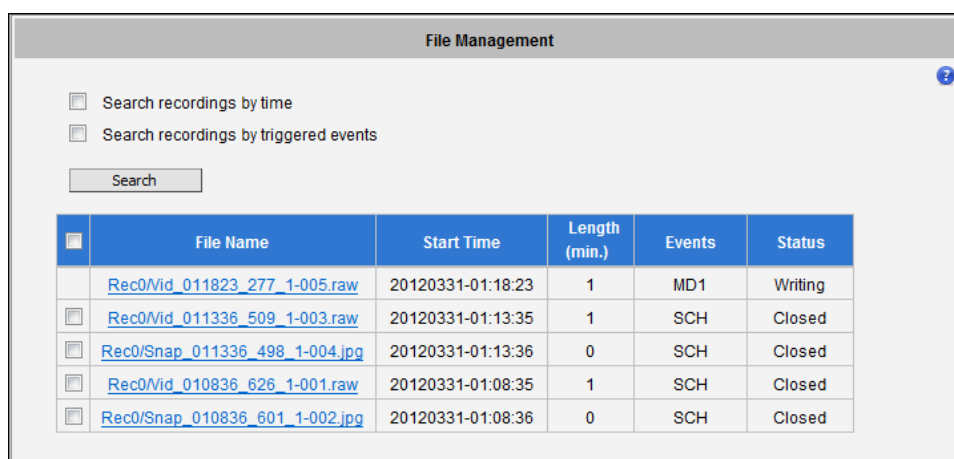 File Management
?
Search recordings by time
Search recordings by triggered events
Search
File Name Start Time Length (min.) Events Status
Rec0/Vid_011823_277_1-005.raw 20120331-01:18:23 1 MD1 Writing
Rec0/Vid_011336_509_1-003.raw 20120331-01:13:35 1 SCH Closed
Rec0/Snap_011336_498_1-004.jpg 20120331-01:13:36 0 SCH Closed
Rec0/Vid_010836_626_1-001.raw 20120331-01:08:35 1 SCH Closed
Rec0/Snap_010836_601_1-002.jpg 20120331-01:08:36 0 SCH Closed